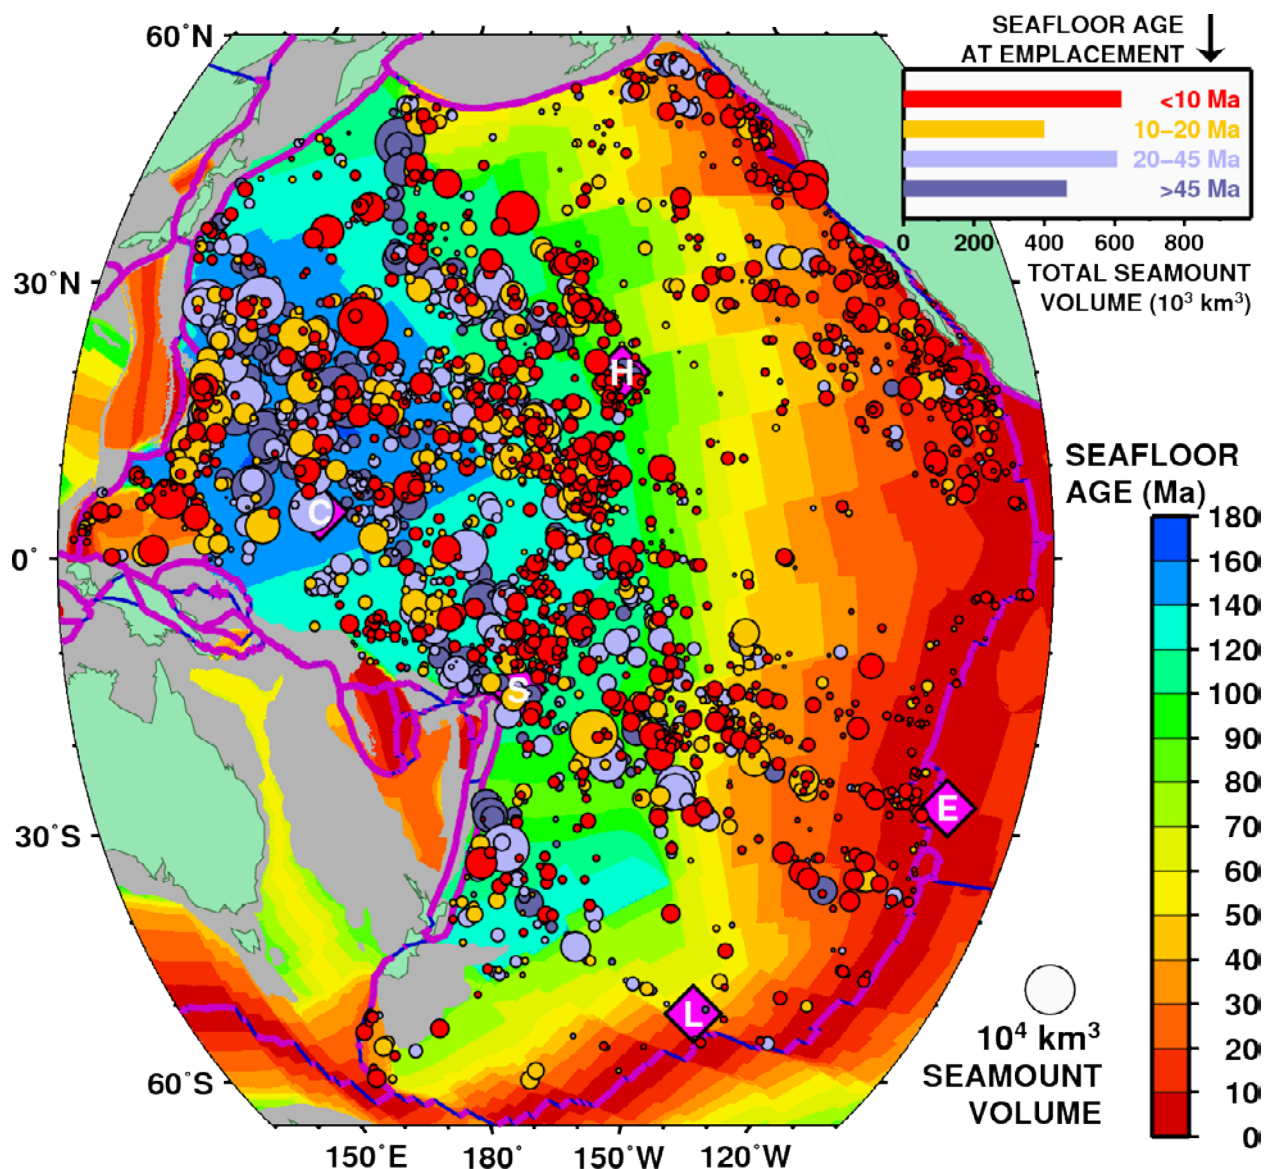 SEAFLOOR AGE
AT EMPLACEMENT
<10 Ma
10–20 Ma
20–45 Ma
>45 Ma
0 200 400 600 800
TOTAL SEAMOUNT
VOLUME (10³ km³)
60°N
30°N
0°
30°S
60°S
150°E 180° 150°W 120°W
H
C
S
E
L
SEAFLOOR
AGE (Ma)
180
160
140
120
100
90
80
70
60
50
40
30
20
10
0
10⁴ km³
SEAMOUNT
VOLUME